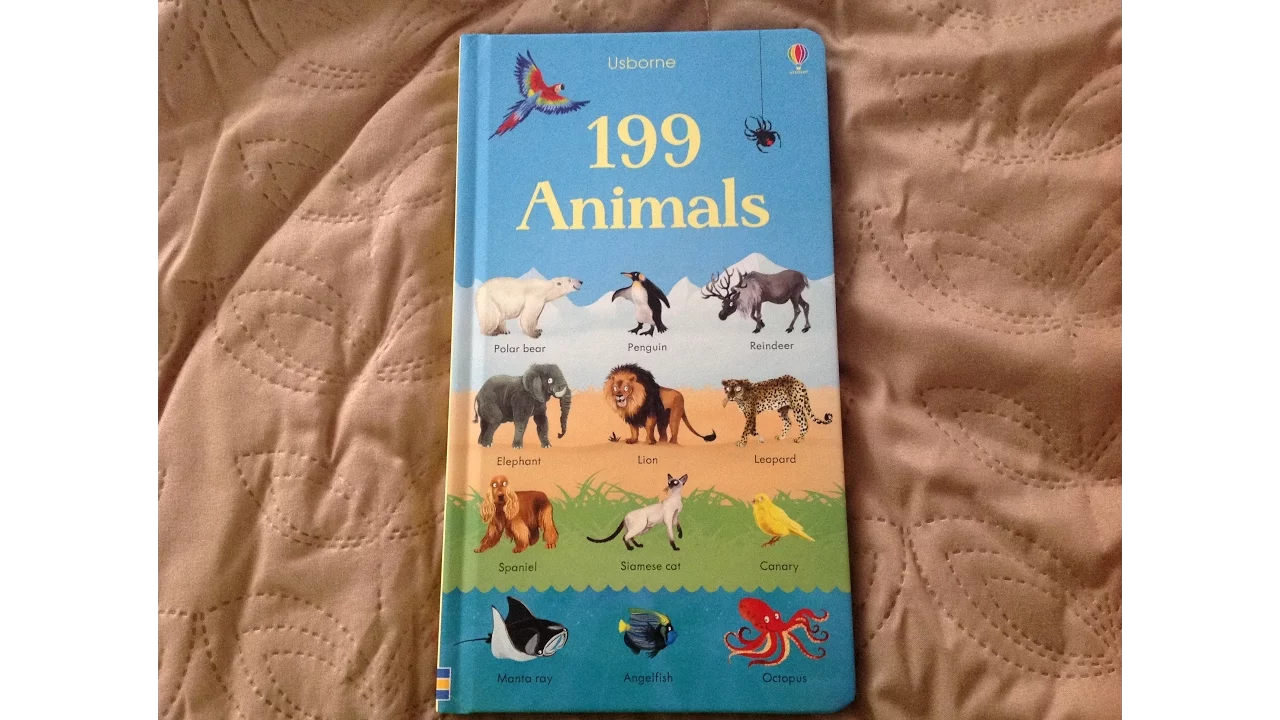 Usborne
199
Animals
Polar bear
Penguin
Reindeer
Elephant
Lion
Leopard
Spaniel
Siamese cat
Canary
Manta ray
Angelfish
Octopus